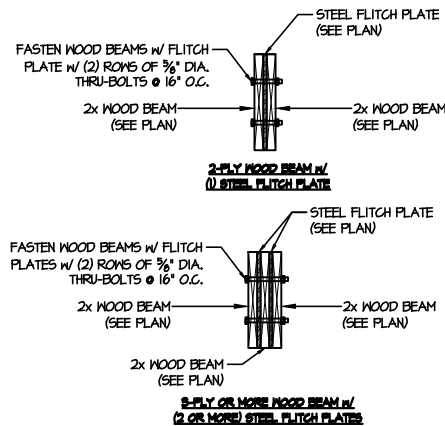 STEEL FLITCH PLATE
(SEE PLAN)
FASTEN WOOD BEAMS w/ FLITCH
PLATE w/ (2) ROWS OF 5/8" DIA.
THRU-BOLTS @ 16" O.C.
2x WOOD BEAM
(SEE PLAN)
2x WOOD BEAM
(SEE PLAN)
2-PLY WOOD BEAM w/
(1) STEEL FLITCH PLATE
STEEL FLITCH PLATE
(SEE PLAN)
FASTEN WOOD BEAMS w/ FLITCH
PLATES w/ (2) ROWS OF 5/8" DIA.
THRU-BOLTS @ 16" O.C.
2x WOOD BEAM
(SEE PLAN)
2x WOOD BEAM
(SEE PLAN)
2x WOOD BEAM
(SEE PLAN)
3-PLY OR MORE WOOD BEAM w/
(2 OR MORE) STEEL FLITCH PLATES